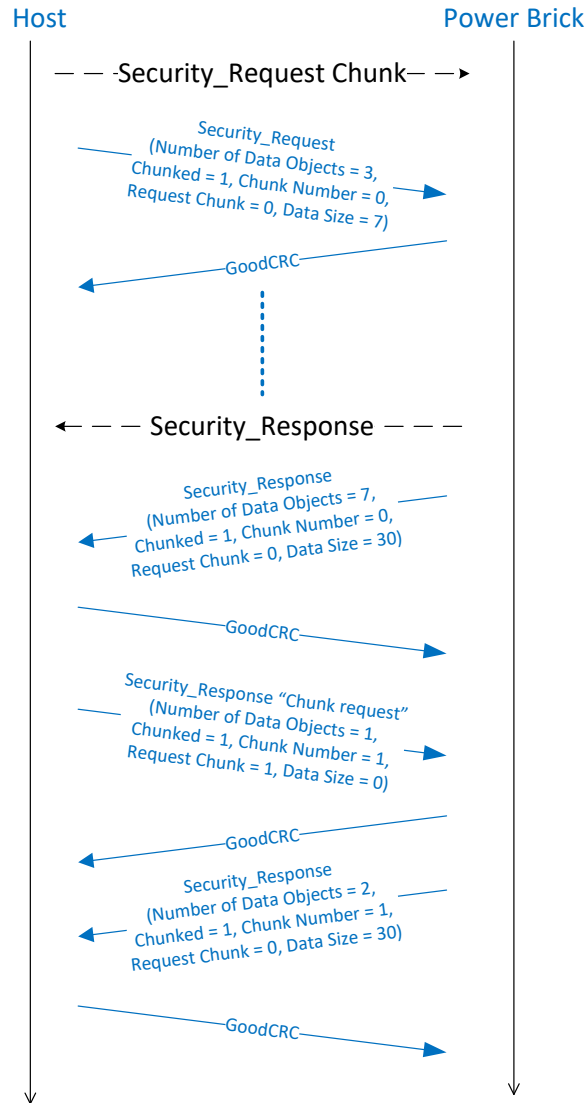 Host
Power Brick
Security_Request Chunk
Security_Request
(Number of Data Objects = 3,
Chunked = 1, Chunk Number = 0,
Request Chunk = 0, Data Size = 7)
GoodCRC
Security_Response
Security_Response
(Number of Data Objects = 7,
Chunked = 1, Chunk Number = 0,
Request Chunk = 0, Data Size = 30)
GoodCRC
Security_Response “Chunk request”
(Number of Data Objects = 1,
Chunked = 1, Chunk Number = 1,
Request Chunk = 1, Data Size = 0)
GoodCRC
Security_Response
(Number of Data Objects = 2,
Chunked = 1, Chunk Number = 1,
Request Chunk = 0, Data Size = 30)
GoodCRC